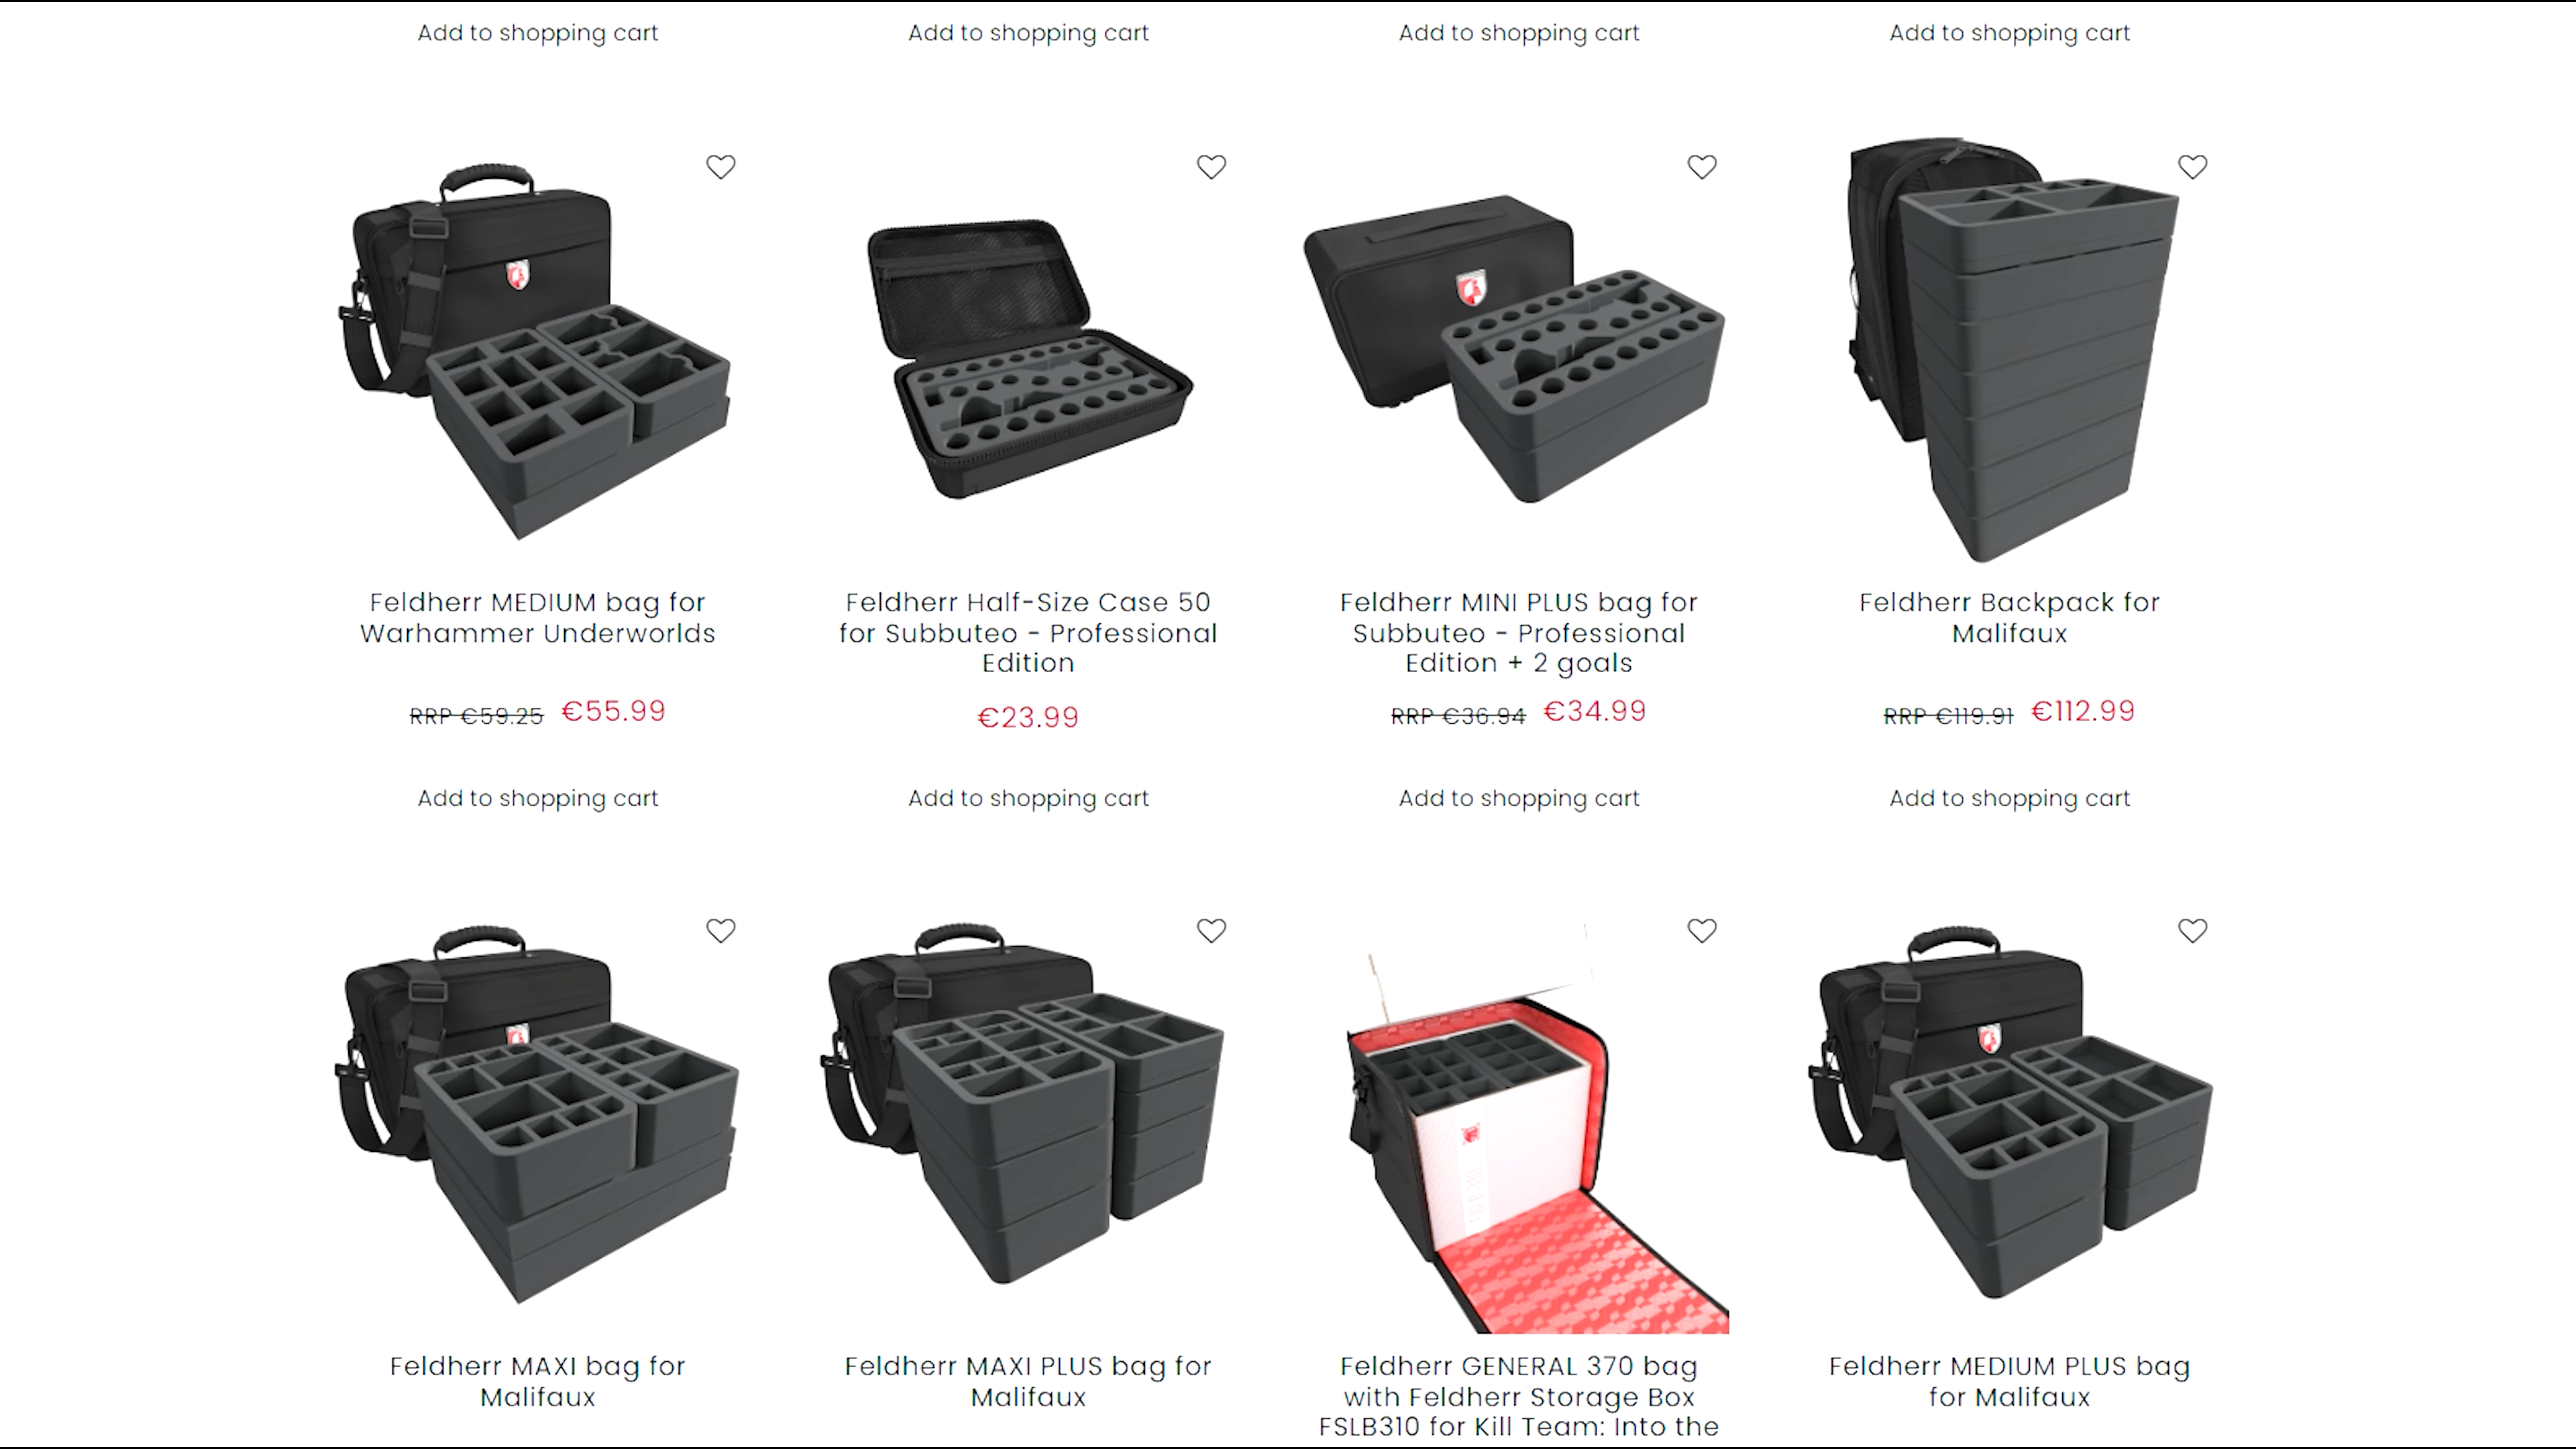 Add to shopping cart
Add to shopping cart
Add to shopping cart
Add to shopping cart
Feldherr MEDIUM bag for
Warhammer Underworlds
RRP €59.25 €55.99
Add to shopping cart
Feldherr Half-Size Case 50
for Subbuteo - Professional
Edition
€23.99
Add to shopping cart
Feldherr MINI PLUS bag for
Subbuteo - Professional
Edition + 2 goals
RRP €36.94 €34.99
Add to shopping cart
Feldherr Backpack for
Malifaux
RRP €119.91 €112.99
Add to shopping cart
Feldherr MAXI bag for
Malifaux
Feldherr MAXI PLUS bag for
Malifaux
Feldherr GENERAL 370 bag
with Feldherr Storage Box
FSLB310 for Kill Team: Into the
Feldherr MEDIUM PLUS bag
for Malifaux